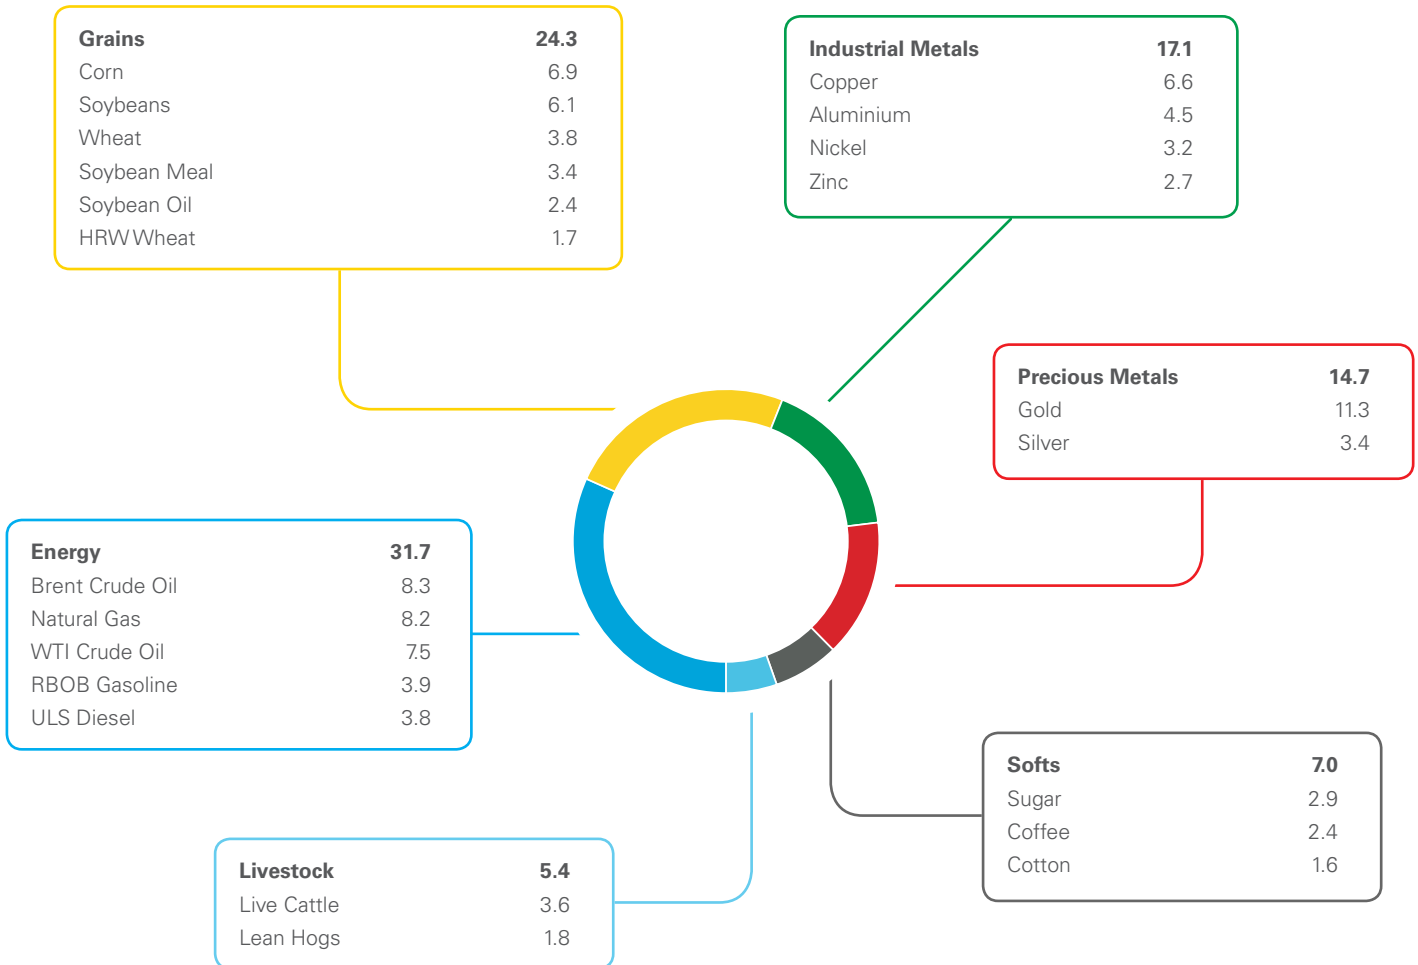 Grains 24.3
Corn 6.9
Soybeans 6.1
Wheat 3.8
Soybean Meal 3.4
Soybean Oil 2.4
HRW Wheat 1.7
Industrial Metals 17.1
Copper 6.6
Aluminium 4.5
Nickel 3.2
Zinc 2.7
Precious Metals 14.7
Gold 11.3
Silver 3.4
Energy 31.7
Brent Crude Oil 8.3
Natural Gas 8.2
WTI Crude Oil 7.5
RBOB Gasoline 3.9
ULS Diesel 3.8
Softs 7.0
Sugar 2.9
Coffee 2.4
Cotton 1.6
Livestock 5.4
Live Cattle 3.6
Lean Hogs 1.8